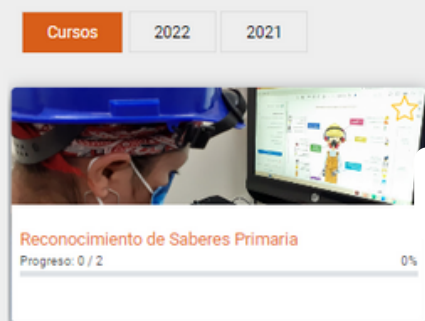 Cursos
2022
2021
Reconocimiento de Saberes Primaria
Progreso: 0 / 2
0%